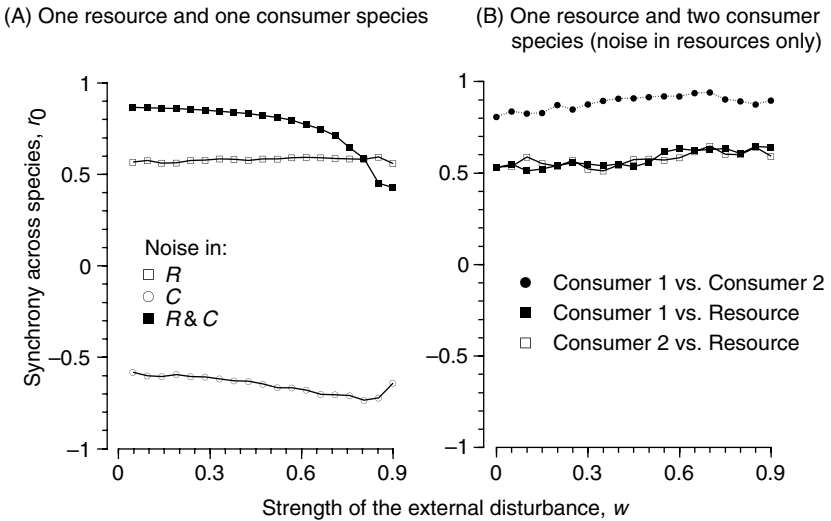 (A) One resource and one consumer species
(B) One resource and two consumer
species (noise in resources only)
Synchrony across species, r0
1
0.5
0
−0.5
−1
Noise in:
R
C
R & C
0
0.3
0.6
0.9
1
0.5
0
−0.5
−1
Consumer 1 vs. Consumer 2
Consumer 1 vs. Resource
Consumer 2 vs. Resource
0
0.3
0.6
0.9
Strength of the external disturbance, w